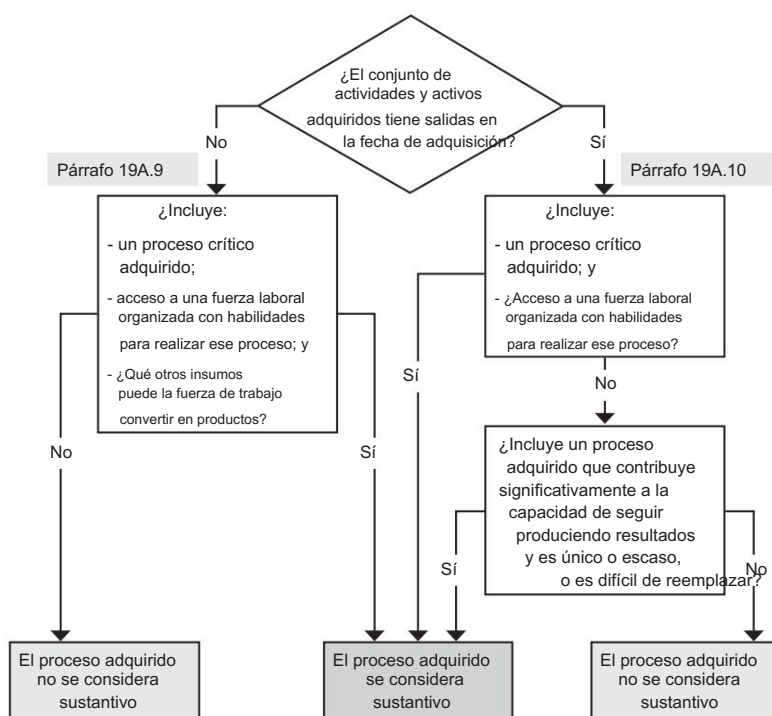 ¿El conjunto de
actividades y activos
adquiridos tiene salidas en
la fecha de adquisición?
No
Sí
Párrafo 19A.9
Párrafo 19A.10
¿Incluye:
- un proceso crítico
adquirido;
- acceso a una fuerza laboral
organizada con habilidades
para realizar ese proceso; y
- ¿Qué otros insumos
puede la fuerza de trabajo
convertir en productos?
¿Incluye:
- un proceso crítico
adquirido; y
- ¿Acceso a una fuerza laboral
organizada con habilidades
para realizar ese proceso?
Sí
No
No
Sí
¿Incluye un proceso
adquirido que contribuye
significativamente a la
capacidad de seguir
produciendo resultados
y es único o escaso,
o es difícil de reemplazar?
Sí
No
El proceso adquirido
no se considera
sustantivo
El proceso adquirido
se considera
sustantivo
El proceso adquirido
no se considera
sustantivo